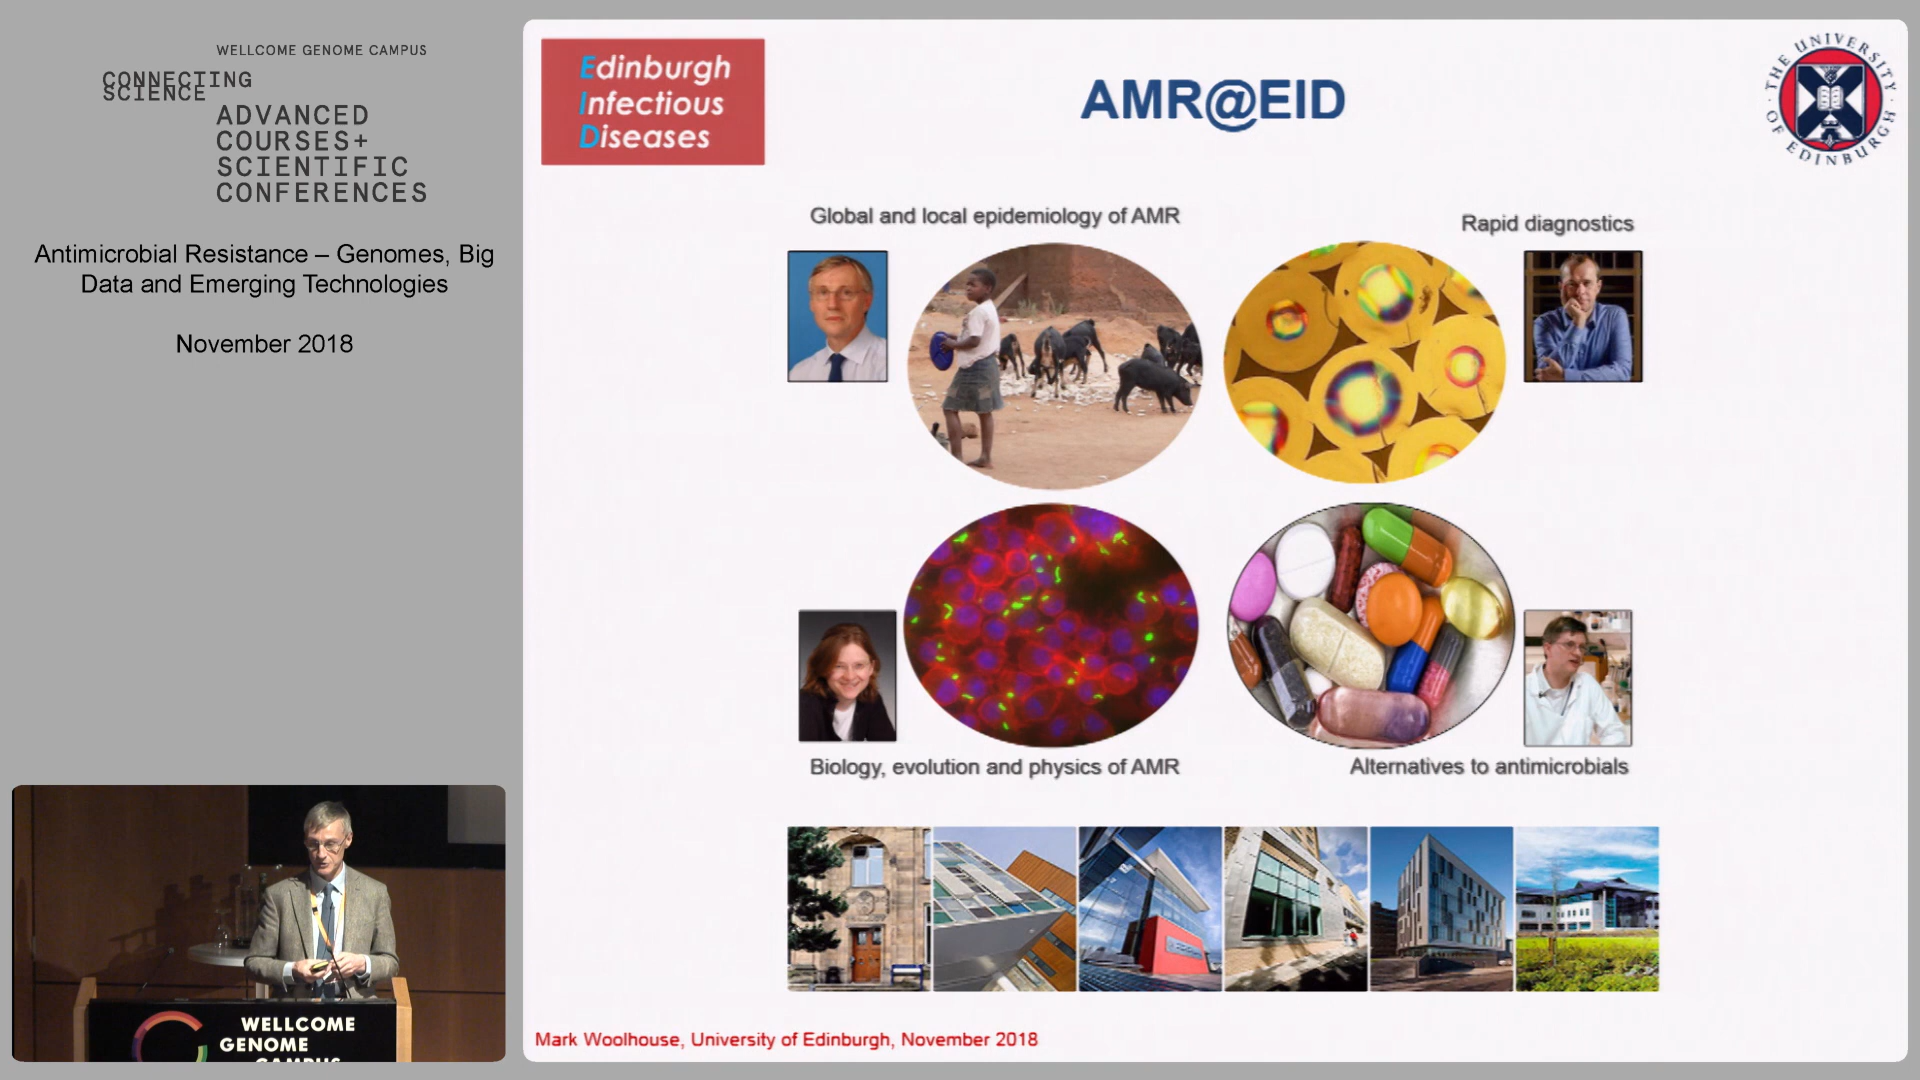 WELLCOME GENOME CAMPUS
CONNECTING
SCIENCE
ADVANCED
COURSES+
SCIENTIFIC
CONFERENCES
Antimicrobial Resistance – Genomes, Big
Data and Emerging Technologies
November 2018
WELLCOME
GENOME
CAMPUS
Edinburgh
Infectious
Diseases
AMR@EID
THE UNIVERSITY OF EDINBURGH
Global and local epidemiology of AMR
Rapid diagnostics
Biology, evolution and physics of AMR
Alternatives to antimicrobials
Mark Woolhouse, University of Edinburgh, November 2018